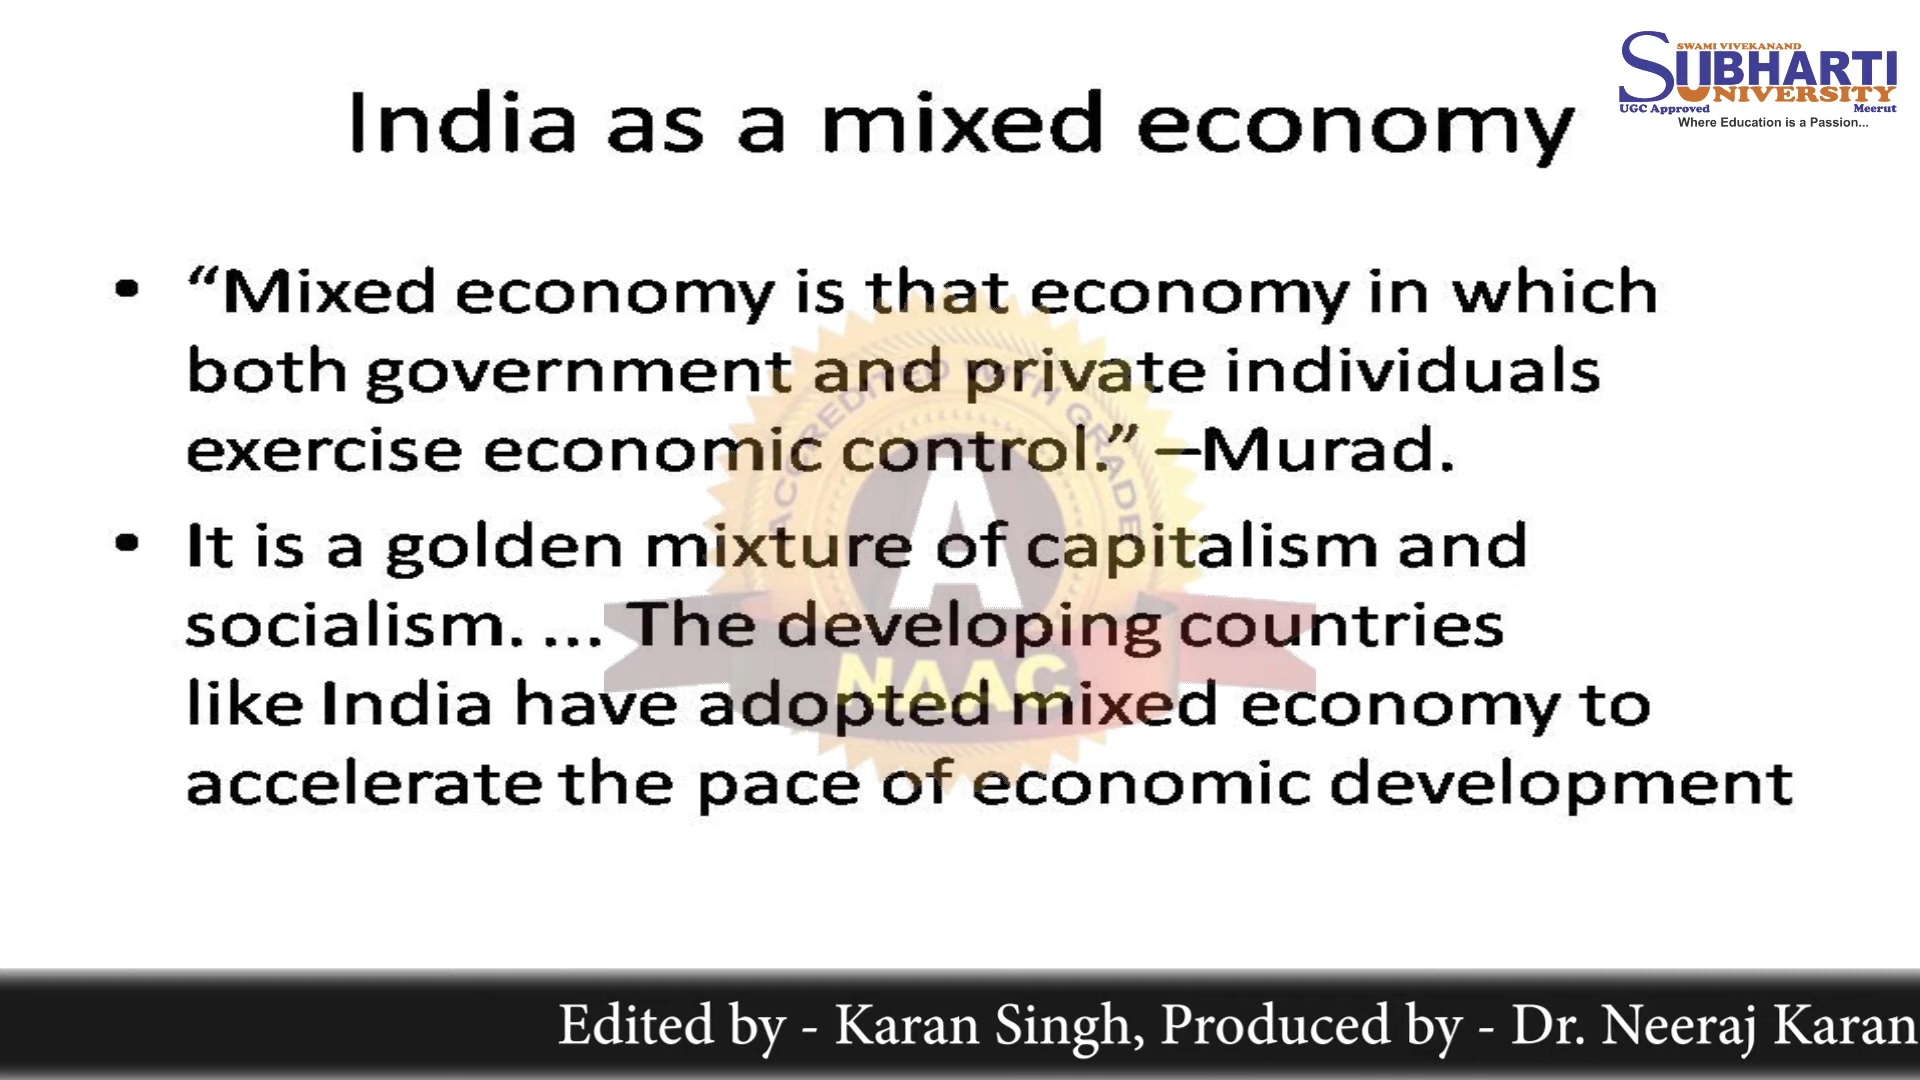 SWAMI VIVEKANAND
SUBHARTI
UNIVERSITY
UGC Approved Meerut
Where Education is a Passion...
India as a mixed economy
• “Mixed economy is that economy in which
both government and private individuals
exercise economic control.” –Murad.
• It is a golden mixture of capitalism and
socialism. ... The developing countries
like India have adopted mixed economy to
accelerate the pace of economic development
ACCREDITED WITH GRADE
A
NAAC
Edited by - Karan Singh, Produced by - Dr. Neeraj Karan